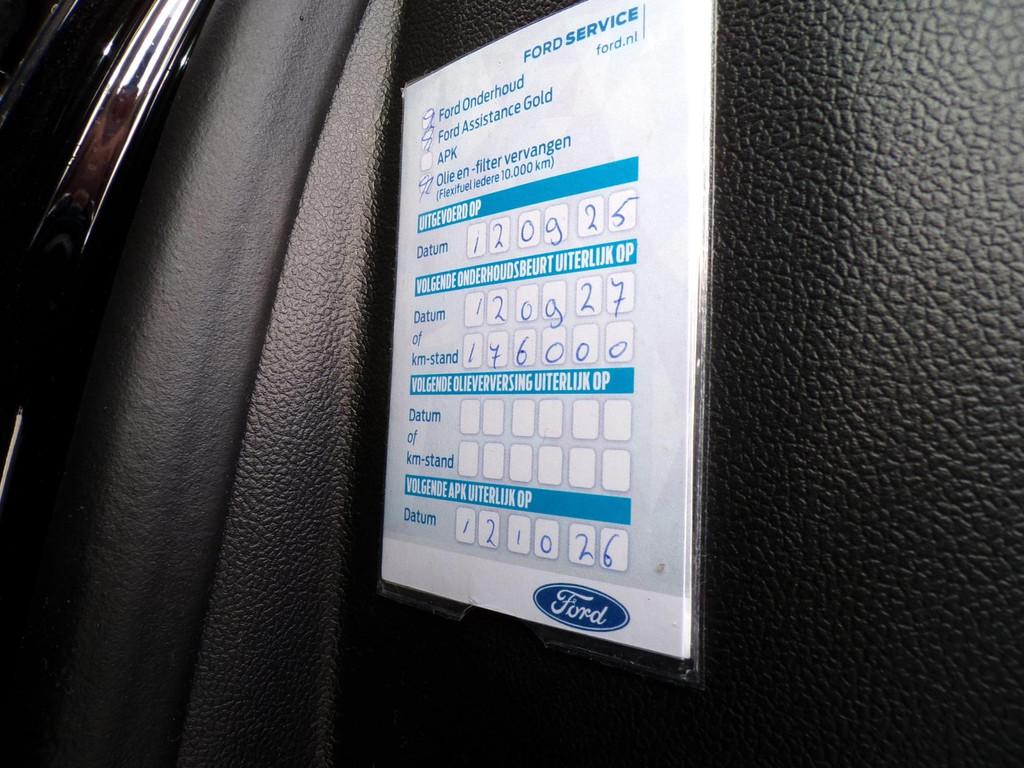 FORD SERVICE
ford.nl
Ford Onderhoud
Ford Assistance Gold
APK
Olie en -filter vervangen
(Flexifuel iedere 10.000 km)
UITGEVOERD OP
Datum 120925
VOLGENDE ONDERHOUDSBEURT UITERLIJK OP
Datum 120927
of
km-stand 176000
VOLGENDE OLIEVERVERSING UITERLIJK OP
Datum
of
km-stand
VOLGENDE APK UITERLIJK OP
Datum 121026
Ford